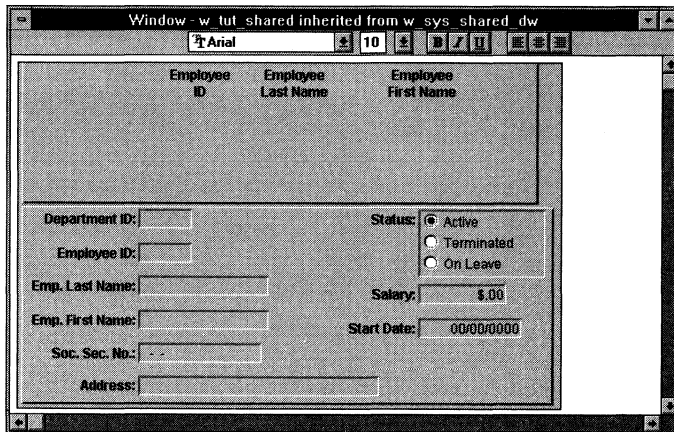 Window - w_tut_shared inherited from w_sys_shared_dw
Arial 10 B I U
Employee ID Employee Last Name Employee First Name
Department ID:
Employee ID:
Emp. Last Name:
Emp. First Name:
Soc. Sec. No.: - -
Address:
Status: Active
Terminated
On Leave
Salary: $.00
Start Date: 00/00/0000